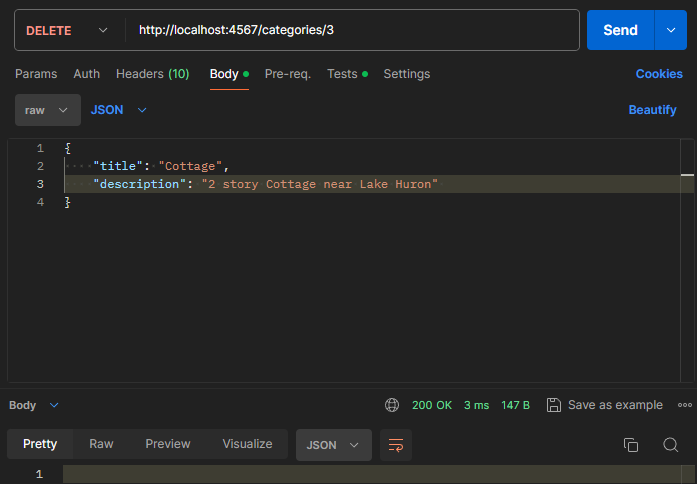 DELETE http://localhost:4567/categories/3 Send
Params Auth Headers (10) Body Pre-req. Tests Settings Cookies
raw JSON Beautify
1 {
2 "title": "Cottage",
3 "description": "2 story Cottage near Lake Huron"
4 }
Body 200 OK 3 ms 147 B Save as example
Pretty Raw Preview Visualize JSON
1